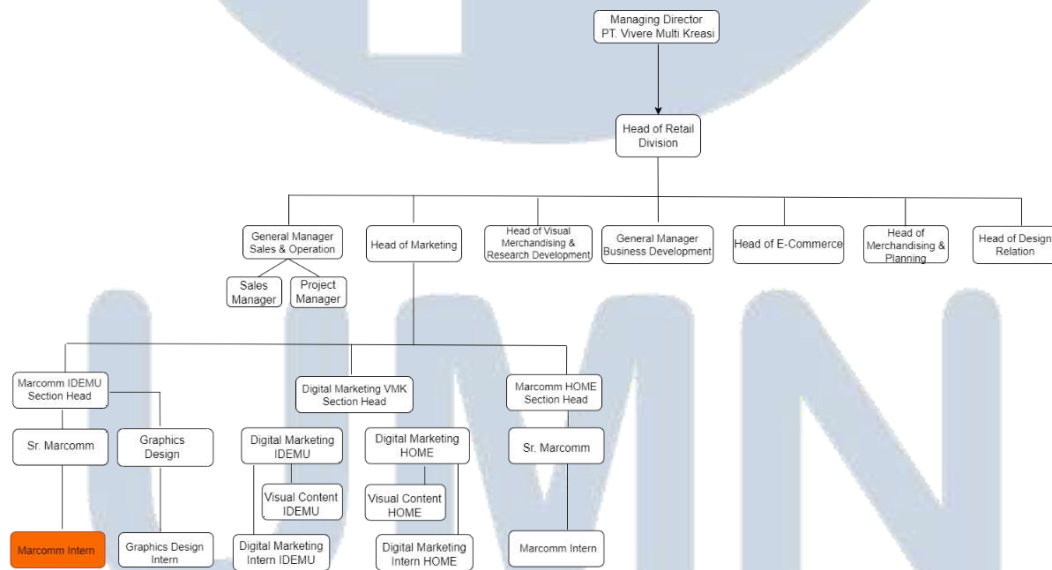 Managing Director
PT. Vivere Multi Kreasi
Head of Retail
Division
General Manager
Sales & Operation
Head of Marketing
Head of Visual
Merchandising &
Research Development
General Manager
Business Development
Head of E-Commerce
Head of
Merchandising &
Planning
Head of Design
Relation
Sales
Manager
Project
Manager
Marcomm IDEMU
Section Head
Digital Marketing VMK
Section Head
Marcomm HOME
Section Head
Sr. Marcomm
Graphics
Design
Digital Marketing
IDEMU
Digital Marketing
HOME
Sr. Marcomm
Visual Content
IDEMU
Visual Content
HOME
Marcomm Intern
Graphics Design
Intern
Digital Marketing
Intern IDEMU
Digital Marketing
Intern HOME
Marcomm Intern
UMN